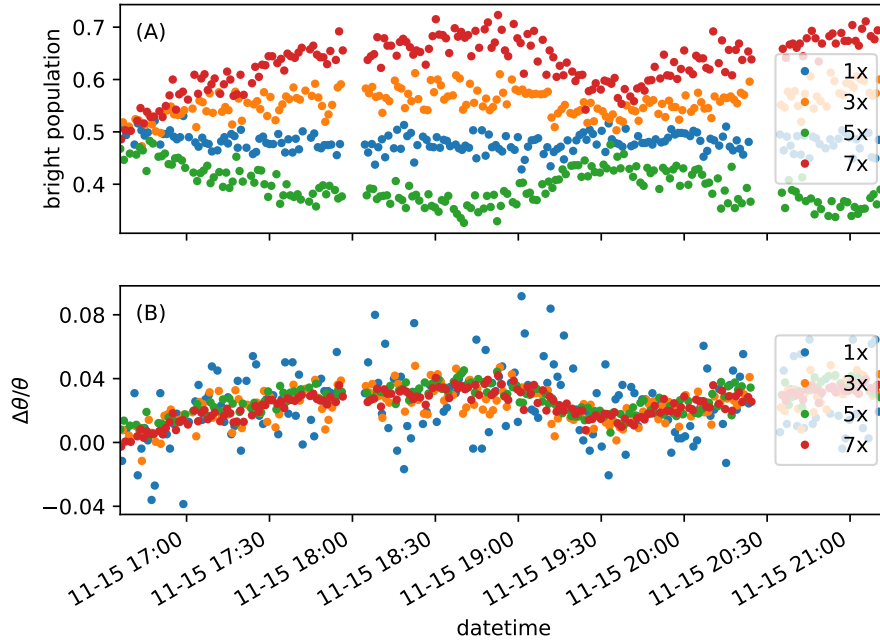 (A)
bright population
0.7
0.6
0.5
0.4
1x
3x
5x
7x
(B)
Δθ/θ
0.08
0.04
0.00
−0.04
1x
3x
5x
7x
11-15 17:00
11-15 17:30
11-15 18:00
11-15 18:30
11-15 19:00
11-15 19:30
11-15 20:00
11-15 20:30
11-15 21:00
datetime